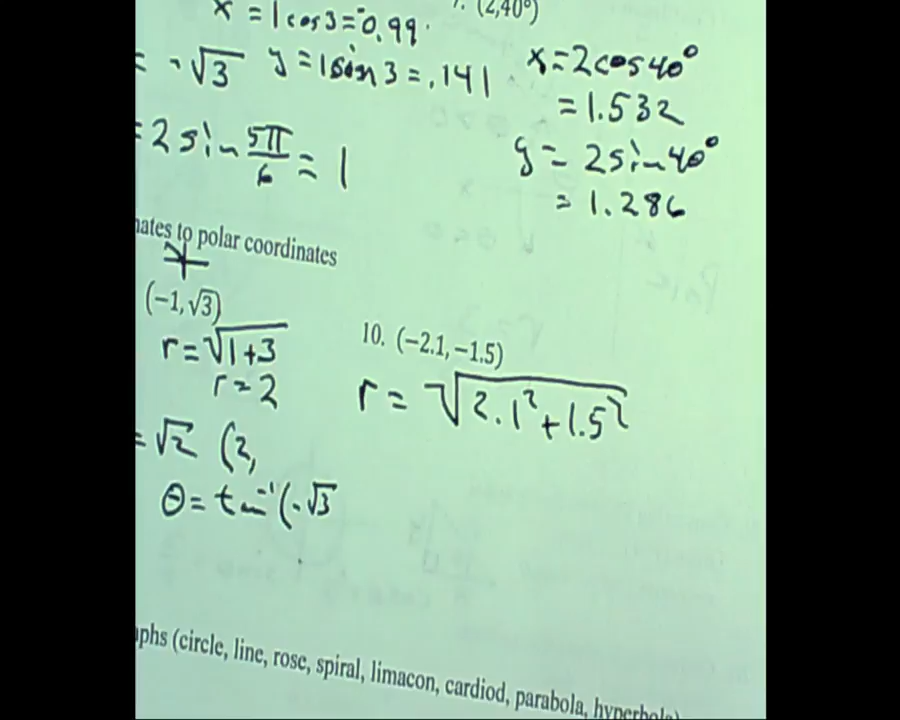 x = 1 cos 3 = -0.99
7. (2,40°)
= -√3 y = 1 sin 3 = .141
x = 2 cos 40°
= 1.532
= 2 sin 5π/6 = 1
y = 2 sin 40°
= 1.286
nates to polar coordinates
(-1, √3)
r = √1+3
r = 2
10. (-2.1, -1.5)
r = √2.1² + 1.5²
= √2 (2,
θ = tan⁻¹(-√3
phs (circle, line, rose, spiral, limacon, cardiod, parabola, hyperbola)